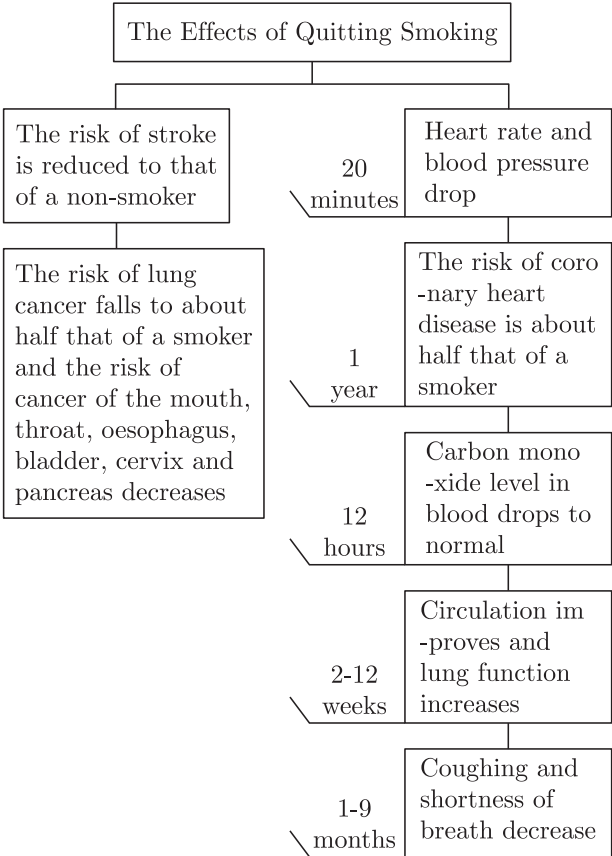 The Effects of Quitting Smoking
The risk of stroke
is reduced to that
of a non-smoker
The risk of lung
cancer falls to about
half that of a smoker
and the risk of
cancer of the mouth,
throat, oesophagus,
bladder, cervix and
pancreas decreases
20
minutes
Heart rate and
blood pressure
drop
1
year
The risk of coro
-nary heart
disease is about
half that of a
smoker
12
hours
Carbon mono
-xide level in
blood drops to
normal
2-12
weeks
Circulation im
-proves and
lung function
increases
1-9
months
Coughing and
shortness of
breath decrease